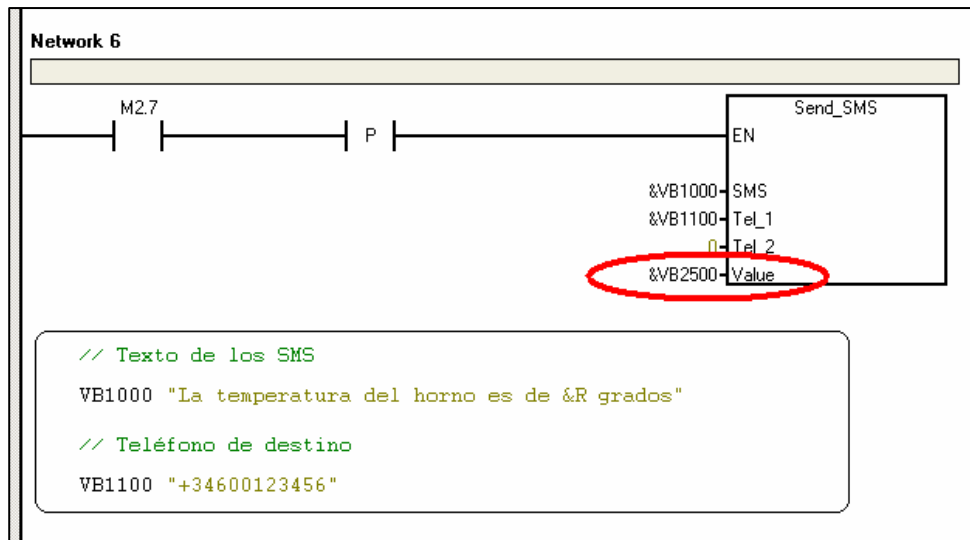 Network 6
M2.7
P
Send_SMS
EN
&VB1000 SMS
&VB1100 Tel_1
0 Tel_2
&VB2500 Value
// Texto de los SMS
VB1000 "La temperatura del horno es de &R grados"
// Teléfono de destino
VB1100 "+34600123456"